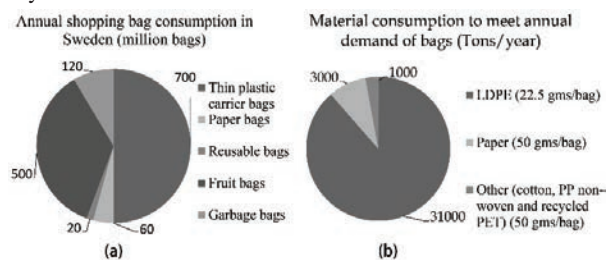 Annual shopping bag consumption in
Sweden (million bags)
120
700
500
20
60
Thin plastic
carrier bags
Paper bags
Reusable bags
Fruit bags
Garbage bags
(a)
Material consumption to meet annual
demand of bags (Tons/year)
3000
1000
31000
LDPE (22.5 gms/bag)
Paper (50 gms/bag)
Other (cotton, PP non-
woven and recycled
PET) (50 gms/bag)
(b)